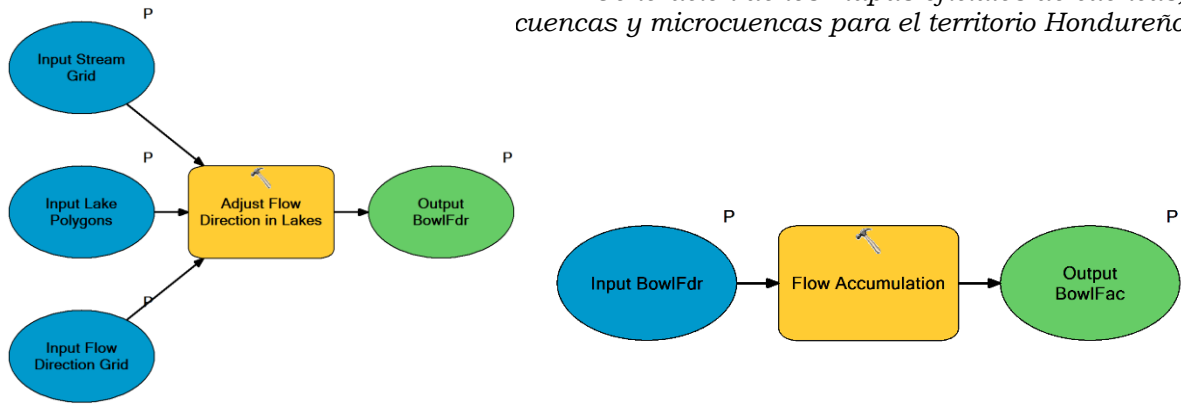 cuencas y microcuencas para el territorio Hondureño
P
Input Stream
Grid
P
Input Lake
Polygons
P
Input Flow
Direction Grid
Adjust Flow
Direction in Lakes
P
Output
BowlFdr
P
Input BowlFdr
Flow Accumulation
P
Output
BowlFac